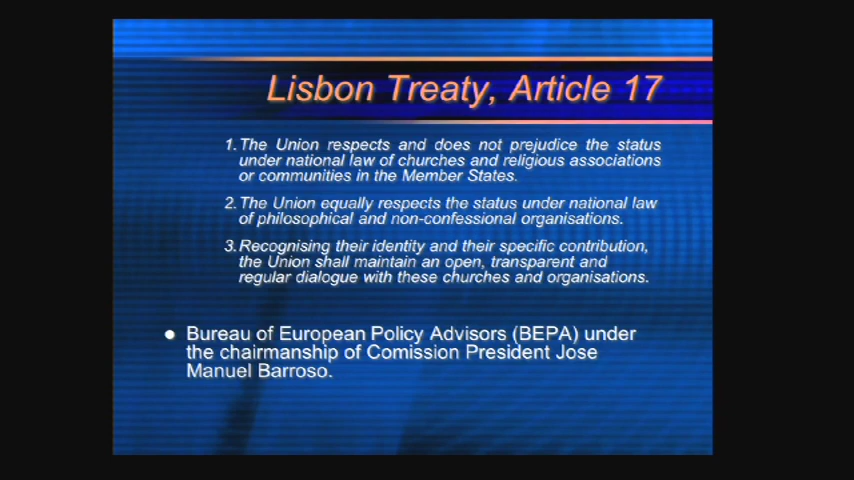 Lisbon Treaty, Article 17
1. The Union respects and does not prejudice the status
under national law of churches and religious associations
or communities in the Member States.
2. The Union equally respects the status under national law
of philosophical and non-confessional organisations.
3. Recognising their identity and their specific contribution,
the Union shall maintain an open, transparent and
regular dialogue with these churches and organisations.
● Bureau of European Policy Advisors (BEPA) under
the chairmanship of Comission President Jose
Manuel Barroso.